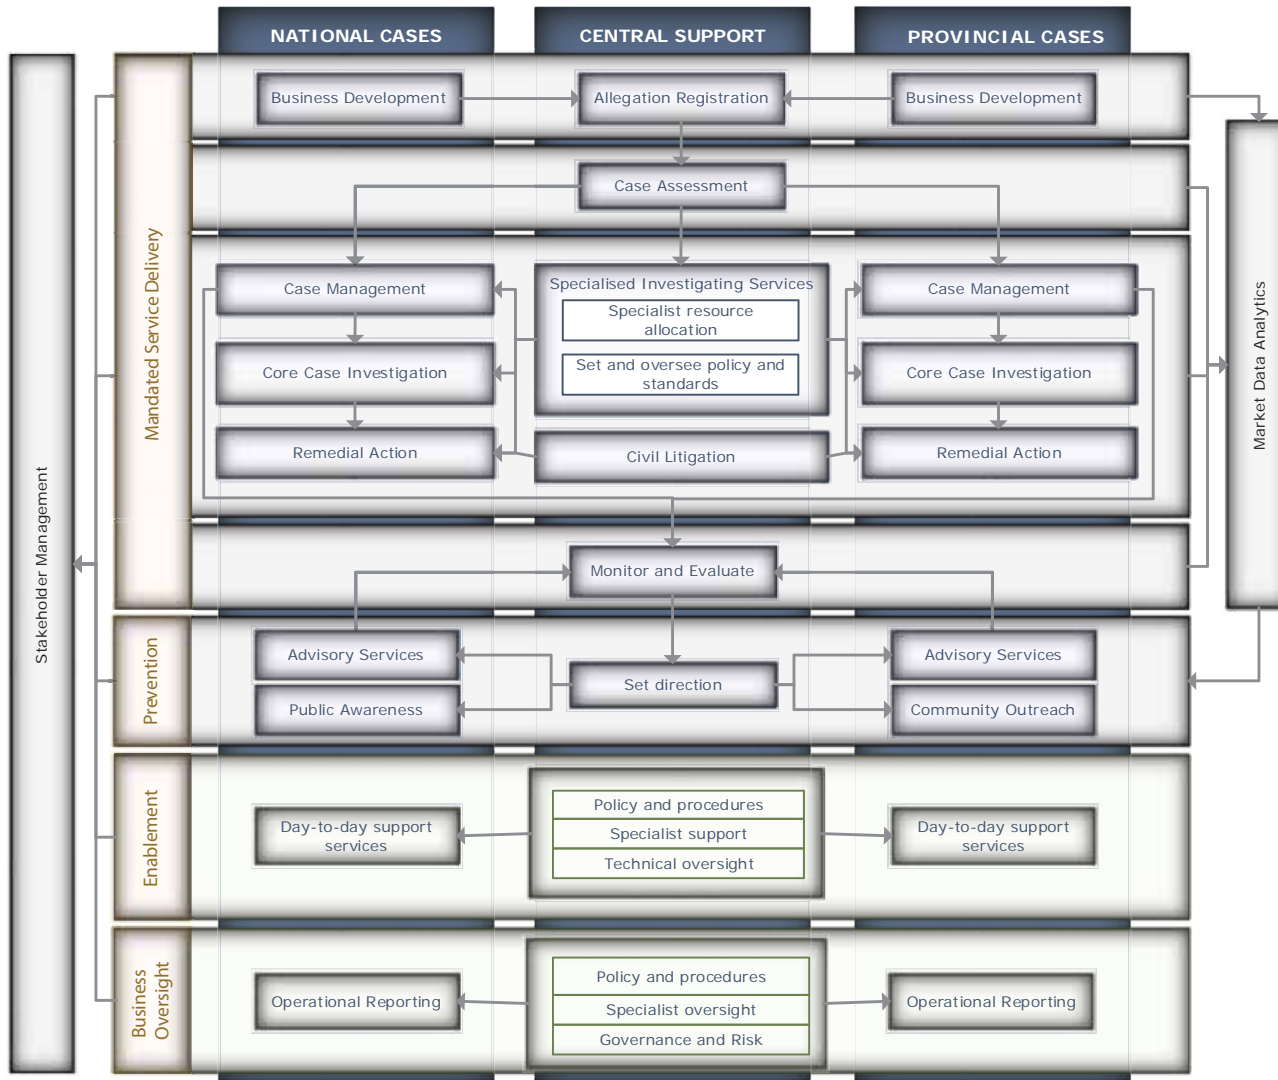 NATIONAL CASES
CENTRAL SUPPORT
PROVINCIAL CASES
Stakeholder Management
Mandated Service Delivery
Business Development
Allegation Registration
Business Development
Case Assessment
Case Management
Specialised Investigating Services
Specialist resource
allocation
Set and oversee policy and
standards
Case Management
Core Case Investigation
Core Case Investigation
Remedial Action
Civil Litigation
Remedial Action
Monitor and Evaluate
Market Data Analytics
Prevention
Advisory Services
Public Awareness
Set direction
Advisory Services
Community Outreach
Enablement
Day-to-day support
services
Policy and procedures
Specialist support
Technical oversight
Day-to-day support
services
Business
Oversight
Operational Reporting
Policy and procedures
Specialist oversight
Governance and Risk
Operational Reporting